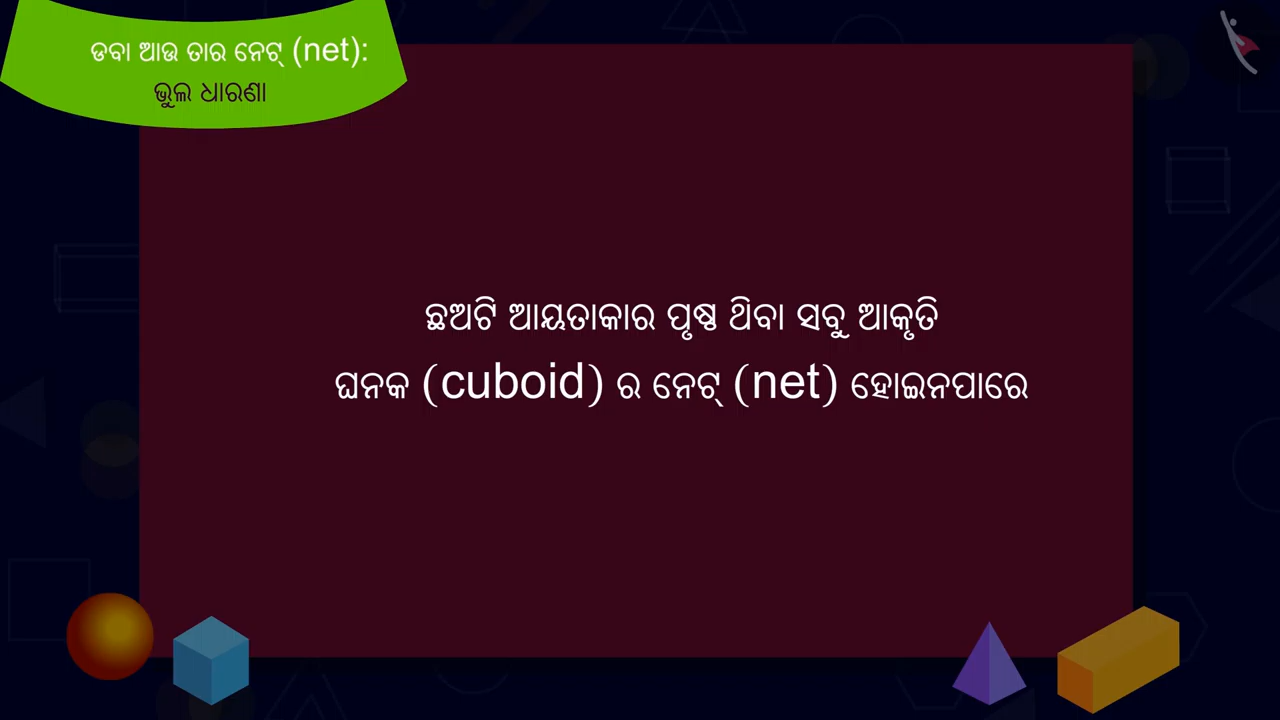 ଡବା ଆଉ ତାର ନେଟ୍ (net):
ଭୁଲ ଧାରଣା
ଛଅଟି ଆୟତାକାର ପୃଷ୍ଠ ଥିବା ସବୁ ଆକୃତି
ଘନକ (cuboid) ର ନେଟ୍ (net) ହୋଇନପାରେ